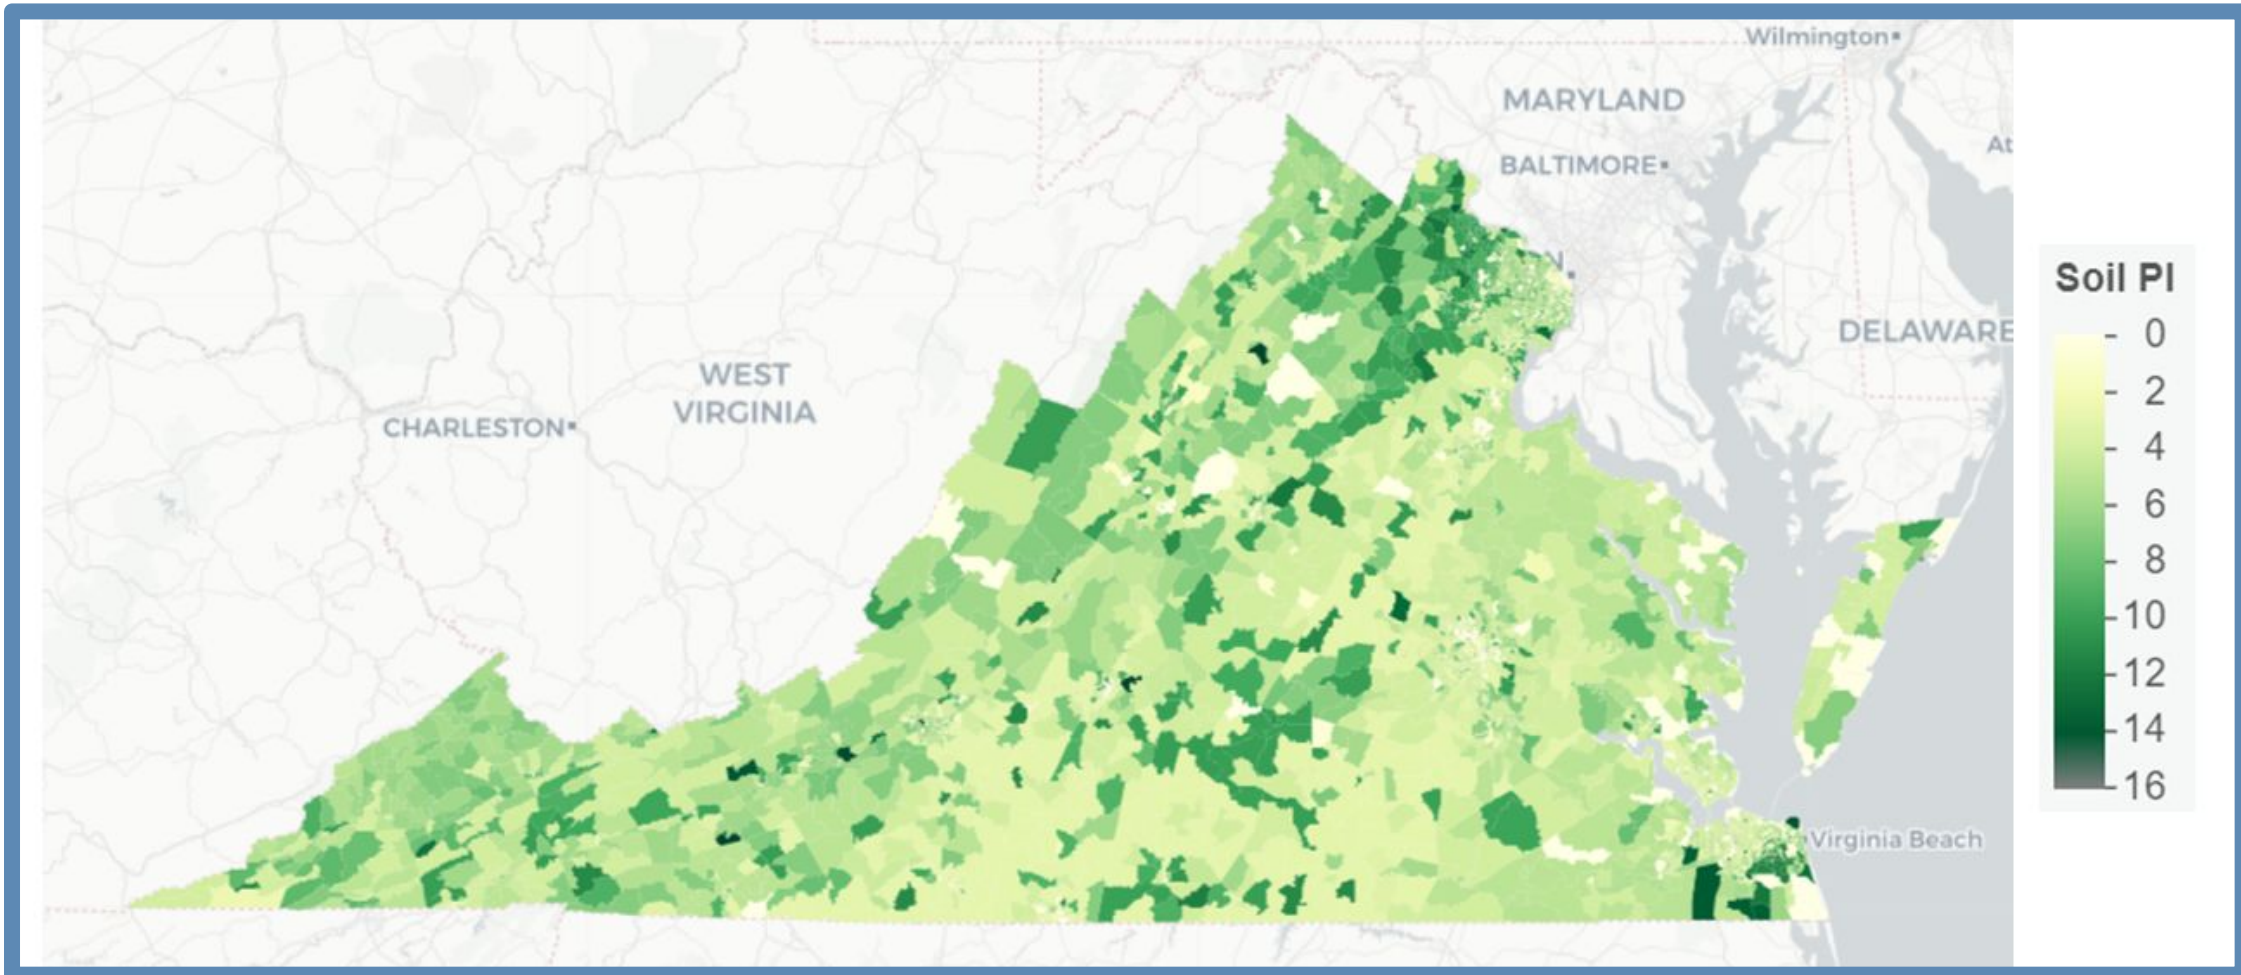 Wilmington
MARYLAND
BALTIMORE
At
N
DELAWARE
WEST
VIRGINIA
CHARLESTON
Virginia Beach
Soil PI
0
2
4
6
8
10
12
14
16